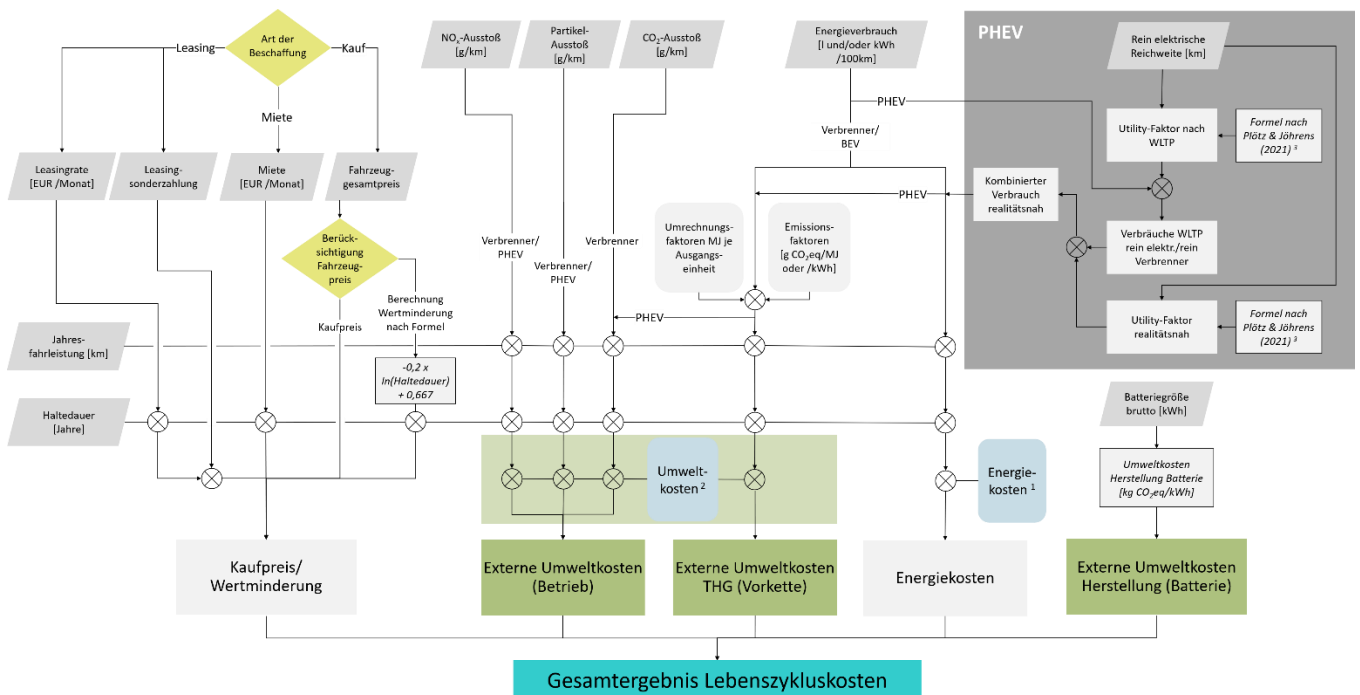 Art der
Beschaffung
Leasing
Kauf
Miete
NOₓ-Ausstoß
[g/km]
Partikel-
Ausstoß
[g/km]
CO₂-Ausstoß
[g/km]
Energieverbrauch
[l und/oder kWh
/100km]
PHEV
Rein elektrische
Reichweite [km]
PHEV
Verbrenner/
BEV
Utility-Faktor nach
WLTP
Formel nach
Plötz & Jöhrens
(2021) ³
Leasingrate
[EUR /Monat]
Leasing-
sonderzahlung
Miete
[EUR /Monat]
Fahrzeug-
gesamtpreis
Kombinierter
Verbrauch
realitätsnah
PHEV
Berück-
sichtigung
Fahrzeug-
preis
Verbrenner/
PHEV
Verbrenner/
PHEV
Verbrenner
Umrechnungs-
faktoren MJ je
Ausgangs-
einheit
Emissions-
faktoren
[g CO₂eq/MJ
oder /kWh]
Verbräuche WLTP
rein elektr./rein
Verbrenner
Kaufpreis
Berechnung
Wertminderung
nach Formel
PHEV
Utility-Faktor
realitätsnah
Formel nach
Plötz & Jöhrens
(2021) ³
Jahres-
fahrleistung [km]
-0,2 x
ln(Haltedauer)
+ 0,667
Haltedauer
[Jahre]
Batteriegröße
brutto [kWh]
Umwelt-
kosten ²
Energie-
kosten ¹
Umweltkosten
Herstellung Batterie
[kg CO₂eq/kWh]
Kaufpreis/
Wertminderung
Externe Umweltkosten
(Betrieb)
Externe Umweltkosten
THG (Vorkette)
Energiekosten
Externe Umweltkosten
Herstellung (Batterie)
Gesamtergebnis Lebenszykluskosten